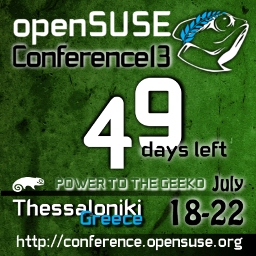 openSUSE
Conference13
49
days left
POWER TO THE GEEKO July
Thessaloniki 18-22
Greece
http://conference.opensuse.org